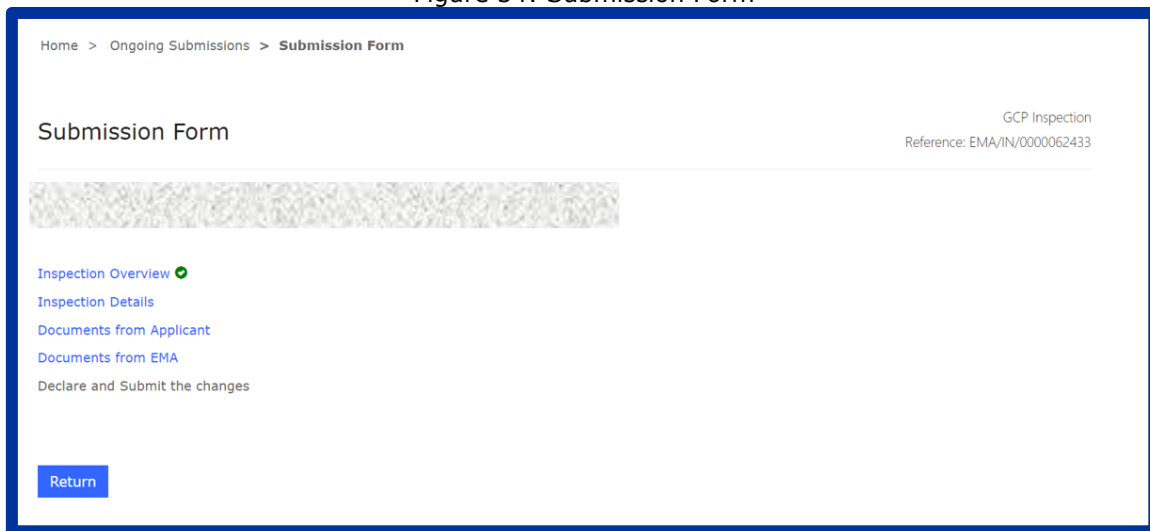 Home > Ongoing Submissions > Submission Form
Submission Form
GCP Inspection
Reference: EMA/IN/0000062433
Inspection Overview
Inspection Details
Documents from Applicant
Documents from EMA
Declare and Submit the changes
Return